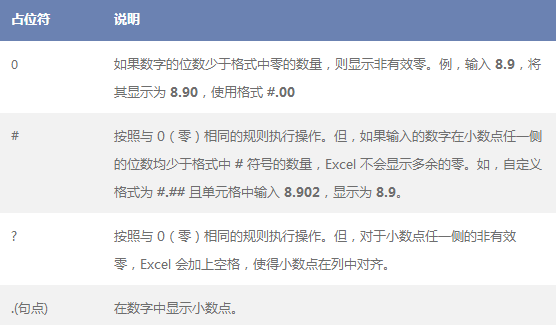 占位符 说明
0 如果数字的位数少于格式中零的数量，则显示非有效零。例，输入 8.9，将
其显示为 8.90，使用格式 #.00
# 按照与 0（零）相同的规则执行操作。但，如果输入的数字在小数点任一侧
的位数均少于格式中 # 符号的数量，Excel 不会显示多余的零。如，自定义
格式为 #.## 且单元格中输入 8.902，显示为 8.9。
? 按照与 0（零）相同的规则执行操作。但，对于小数点任一侧的非有效
零，Excel 会加上空格，使得小数点在列中对齐。
.(句点) 在数字中显示小数点。